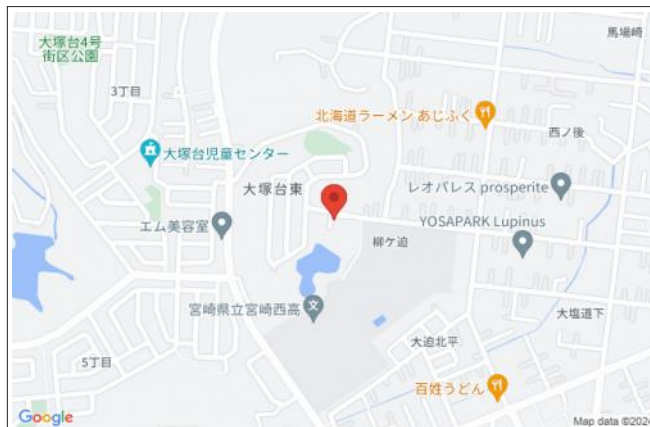 大塚台4号
街区公園
馬場崎
3丁目
北海道ラーメン あじふく
西ノ後
大塚台児童センター
大塚台東
レオパレス prosperite
エム美容室
YOSAPARK Lupinus
柳ケ迫
宮崎県立宮崎西高
大塩道下
大迫北平
5丁目
百姓うどん
Google
Map data ©2024